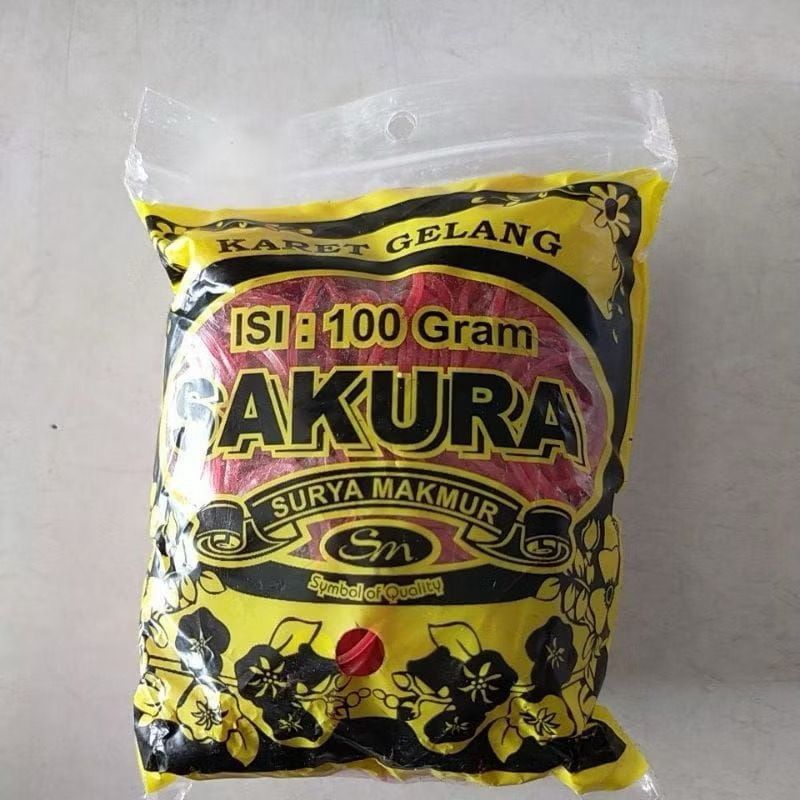 KARET GELANG
ISI : 100 Gram
SAKURA
SURYA MAKMUR
Sm
Symbol of Quality